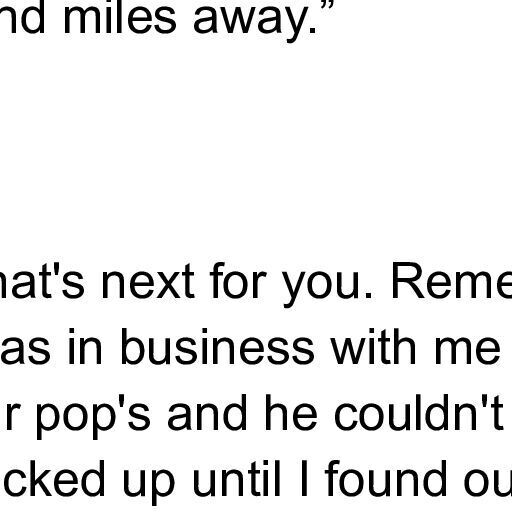 nd miles away.”
hat's next for you. Reme
as in business with me
r pop's and he couldn't
cked up until I found ou